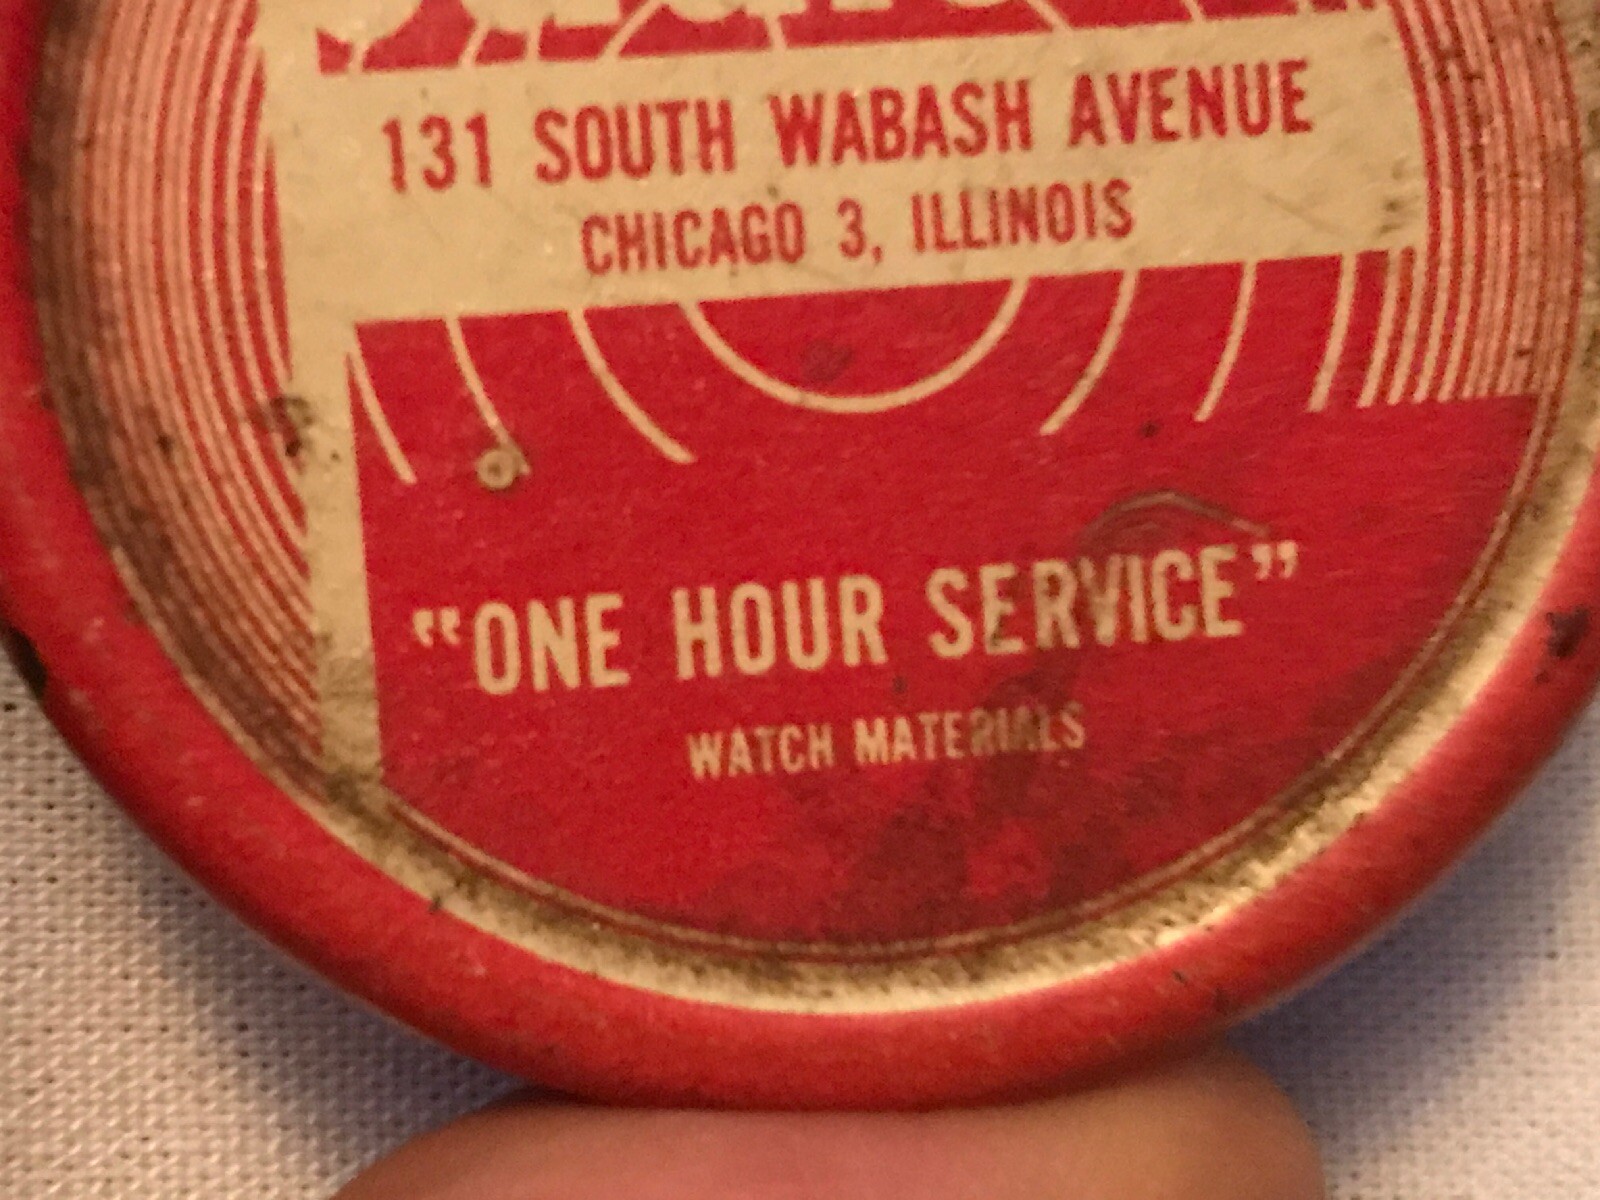 131 SOUTH WABASH AVENUE
CHICAGO 3, ILLINOIS
"ONE HOUR SERVICE"
WATCH MATERIALS